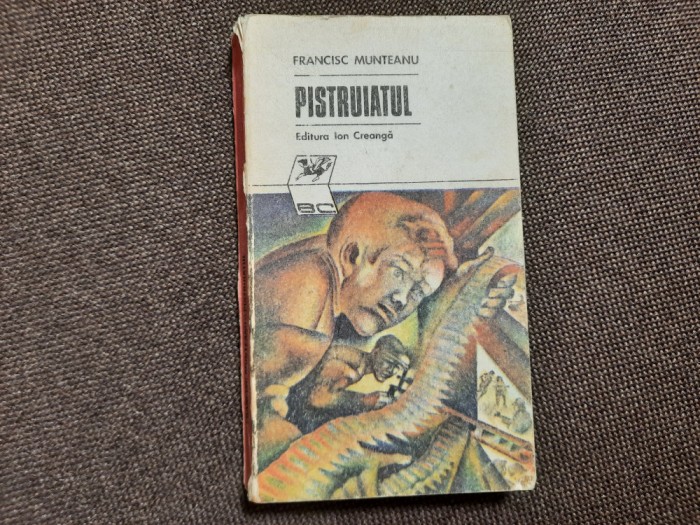 FRANCISC MUNTEANU
PISTRUIATUL
Editura Ion Creangă
BC